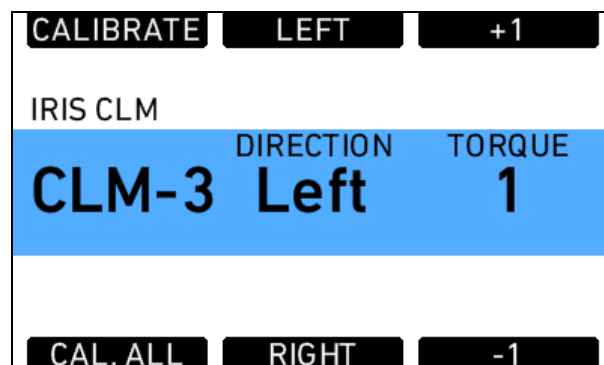 CALIBRATE LEFT +1
IRIS CLM
DIRECTION TORQUE
CLM-3 Left 1
CAL. ALL RIGHT -1